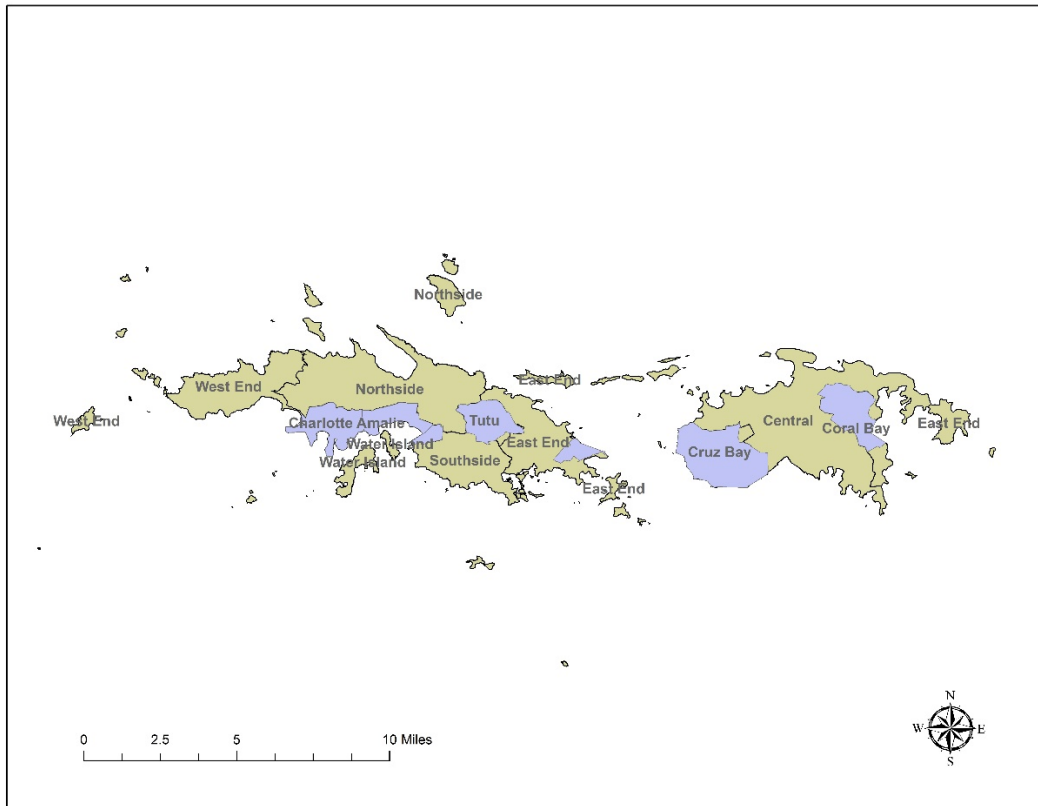 Northside
East End
West End
Northside
West End
Charlotte Amalie
Tutu
Central
East End
Coral Bay
Water Island
East End
Cruz Bay
Water Island
Southside
East End
N
W
E
S
0
2.5
5
10 Miles